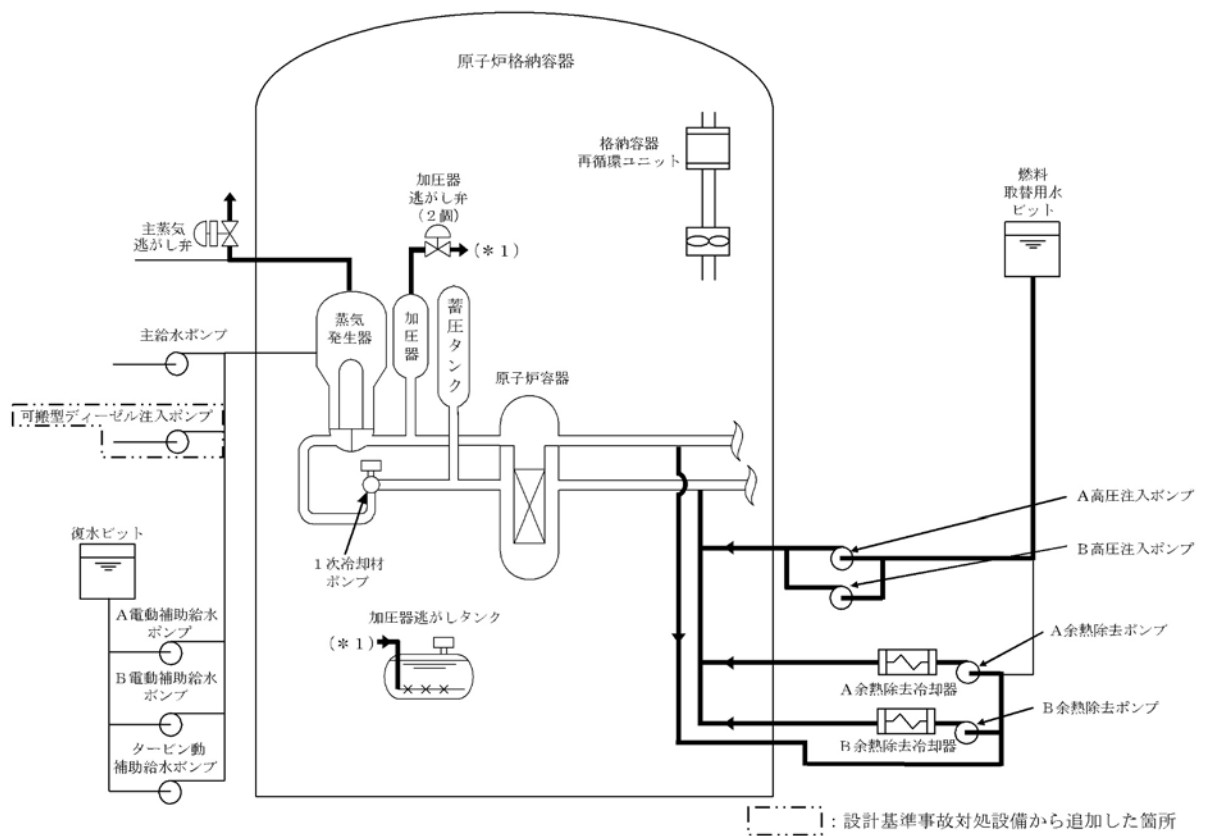 原子炉格納容器
格納容器
再循環ユニット
加圧器
逃がし弁
(2個)
(*1)
燃料
取替用水
ピット
主蒸気
逃がし弁
蒸気
発生器
加圧器
蓄圧タンク
原子炉容器
主給水ポンプ
可搬型ディーゼル注入ポンプ
1次冷却材
ポンプ
A高圧注入ポンプ
B高圧注入ポンプ
復水ピット
加圧器逃がしタンク
(*1)
A電動補助給水
ポンプ
B電動補助給水
ポンプ
タービン動
補助給水ポンプ
A余熱除去ポンプ
A余熱除去冷却器
B余熱除去ポンプ
B余熱除去冷却器
:設計基準事故対処設備から追加した箇所